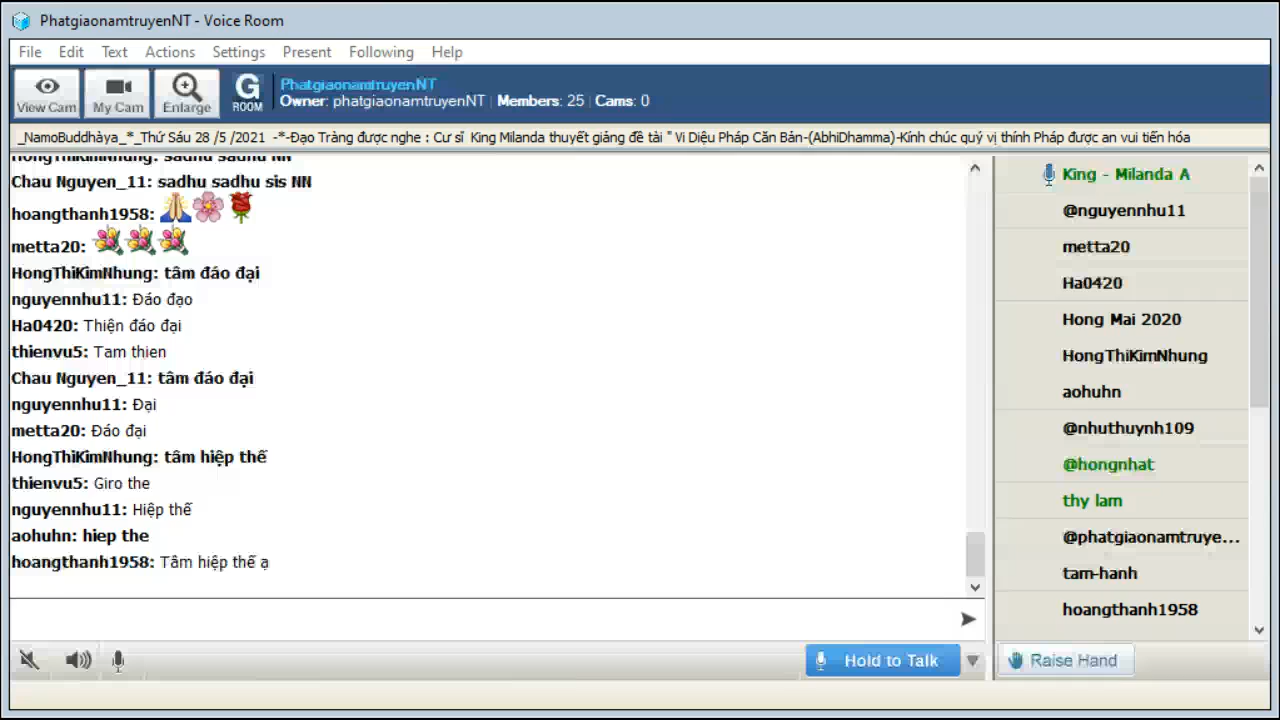 PhatgiaonamtruyenNT - Voice Room
File Edit Text Actions Settings Present Following Help
View Cam
My Cam
Enlarge
G
ROOM
PhatgiaonamtruyenNT
Owner: phatgiaonamtruyenNT | Members: 25 | Cams: 0
_NamoBuddhàya_*_Thứ Sáu 28 /5 /2021 -*-Đạo Tràng được nghe : Cư sĩ King Milanda thuyết giảng đề tài " Vi Diệu Pháp Căn Bản-(AbhiDhamma)-Kính chúc quý vị thính Pháp được an vui tiến hóa
HongThiKimNhung: sadhu sadhu NN
Chau Nguyen_11: sadhu sadhu sis NN
hoangthanh1958:
metta20:
HongThiKimNhung: tâm đáo đại
nguyennhu11: Đáo đạo
Ha0420: Thiện đáo đại
thienvu5: Tam thien
Chau Nguyen_11: tâm đáo đại
nguyennhu11: Đại
metta20: Đáo đại
HongThiKimNhung: tâm hiệp thế
thienvu5: Giro the
nguyennhu11: Hiệp thế
aohuhn: hiep the
hoangthanh1958: Tâm hiệp thế ạ
King - Milanda A
@nguyennhu11
metta20
Ha0420
Hong Mai 2020
HongThiKimNhung
aohuhn
@nhuthuynh109
@hongnhat
thy lam
@phatgiaonamtruye...
tam-hanh
hoangthanh1958
Hold to Talk
Raise Hand